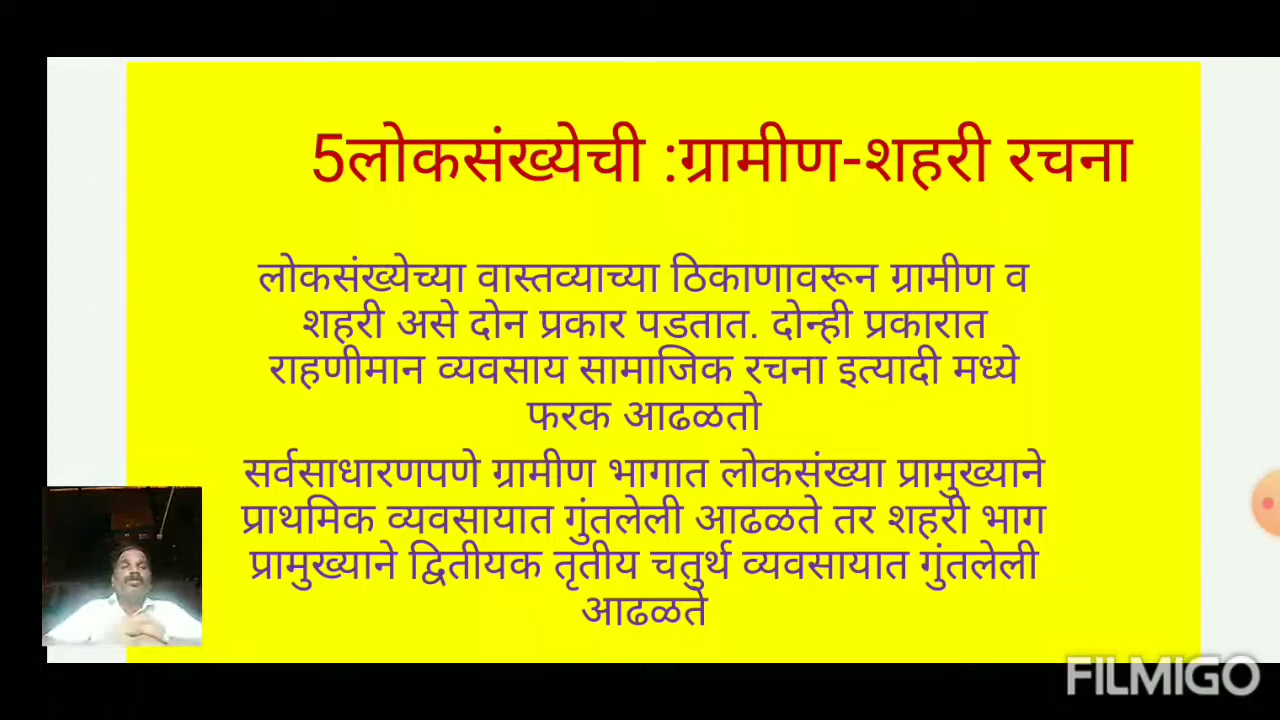 5लोकसंख्येची :ग्रामीण-शहरी रचना
लोकसंख्येच्या वास्तव्याच्या ठिकाणावरून ग्रामीण व
शहरी असे दोन प्रकार पडतात. दोन्ही प्रकारात
राहणीमान व्यवसाय सामाजिक रचना इत्यादी मध्ये
फरक आढळतो
सर्वसाधारणपणे ग्रामीण भागात लोकसंख्या प्रामुख्याने
प्राथमिक व्यवसायात गुंतलेली आढळते तर शहरी भाग
प्रामुख्याने द्वितीयक तृतीय चतुर्थ व्यवसायात गुंतलेली
आढळते
FILMIGO